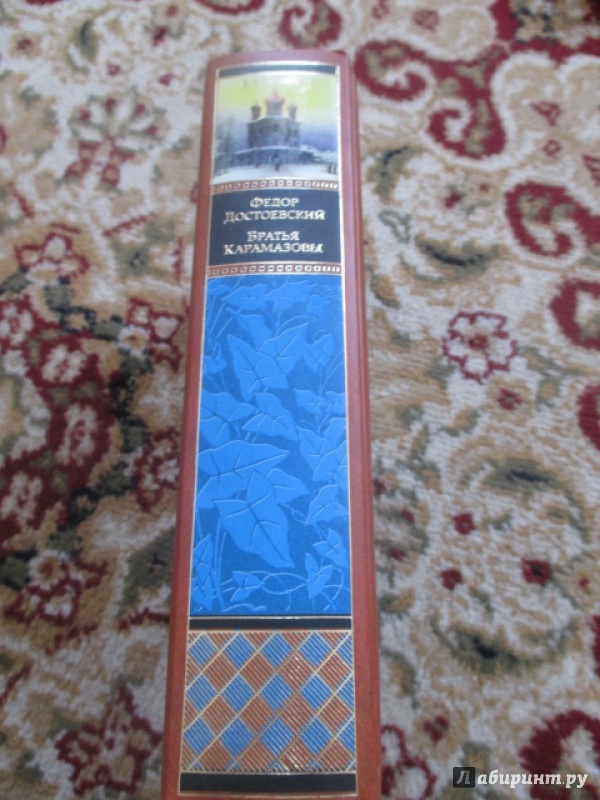 Федор
Достоевский
Братья
Карамазовы
Лабиринт.ру